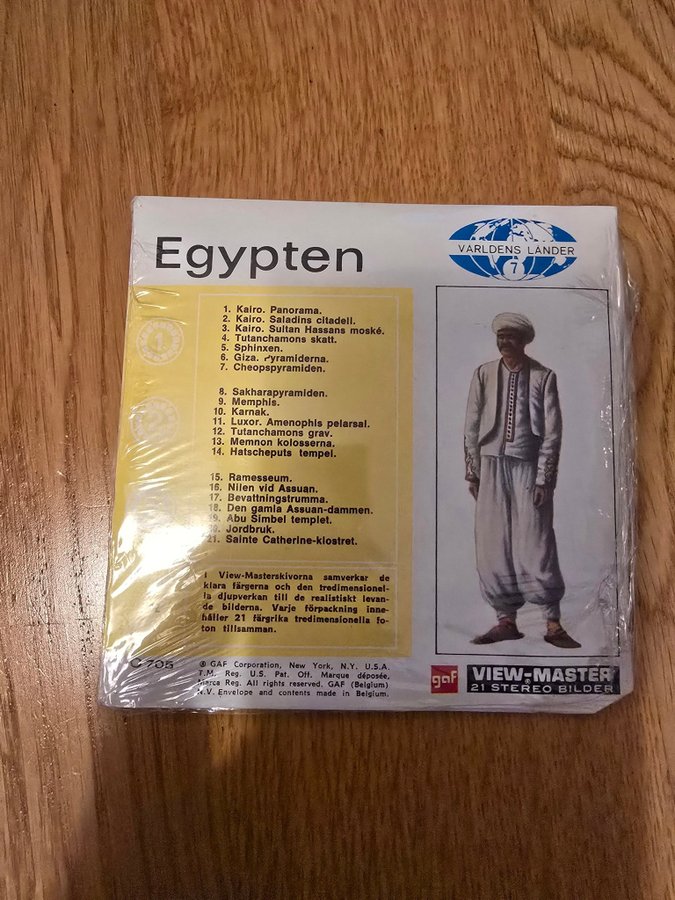 Egypten
VÄRLDENS LÄNDER
7
1
1. Kairo. Panorama.
2. Kairo. Saladins citadell.
3. Kairo. Sultan Hassans moské.
4. Tutanchamons skatt.
5. Sphinxen.
6. Giza. Pyramiderna.
7. Cheopspyramiden.
8. Sakharapyramiden.
9. Memphis.
10. Karnak.
11. Luxor. Amenophis pelarsal.
12. Tutanchamons grav.
13. Memnon kolosserna.
14. Hatscheputs tempel.
15. Ramesseum.
16. Nilen vid Assuan.
17. Bevattningstrumma.
18. Den gamla Assuan-dammen.
19. Abu Simbel templet.
20. Jordbruk.
21. Sainte Catherine-klostret.
I View-Masterskivorna samverkar de
klara färgerna och den tredimensionel-
la djupverkan till de realistiskt levan-
de bilderna. Varje förpackning inne-
håller 21 färgrika tredimensionella fo-
ton tillsamman.
C 705
® GAF Corporation, New York, N.Y. U.S.A.
T.M. Reg. U.S. Pat. Off. Marque déposée,
Marca Reg. All rights reserved. GAF (Belgium)
N.V. Envelope and contents made in Belgium.
gaf
VIEW-MASTER
®
21 STEREO BILDER